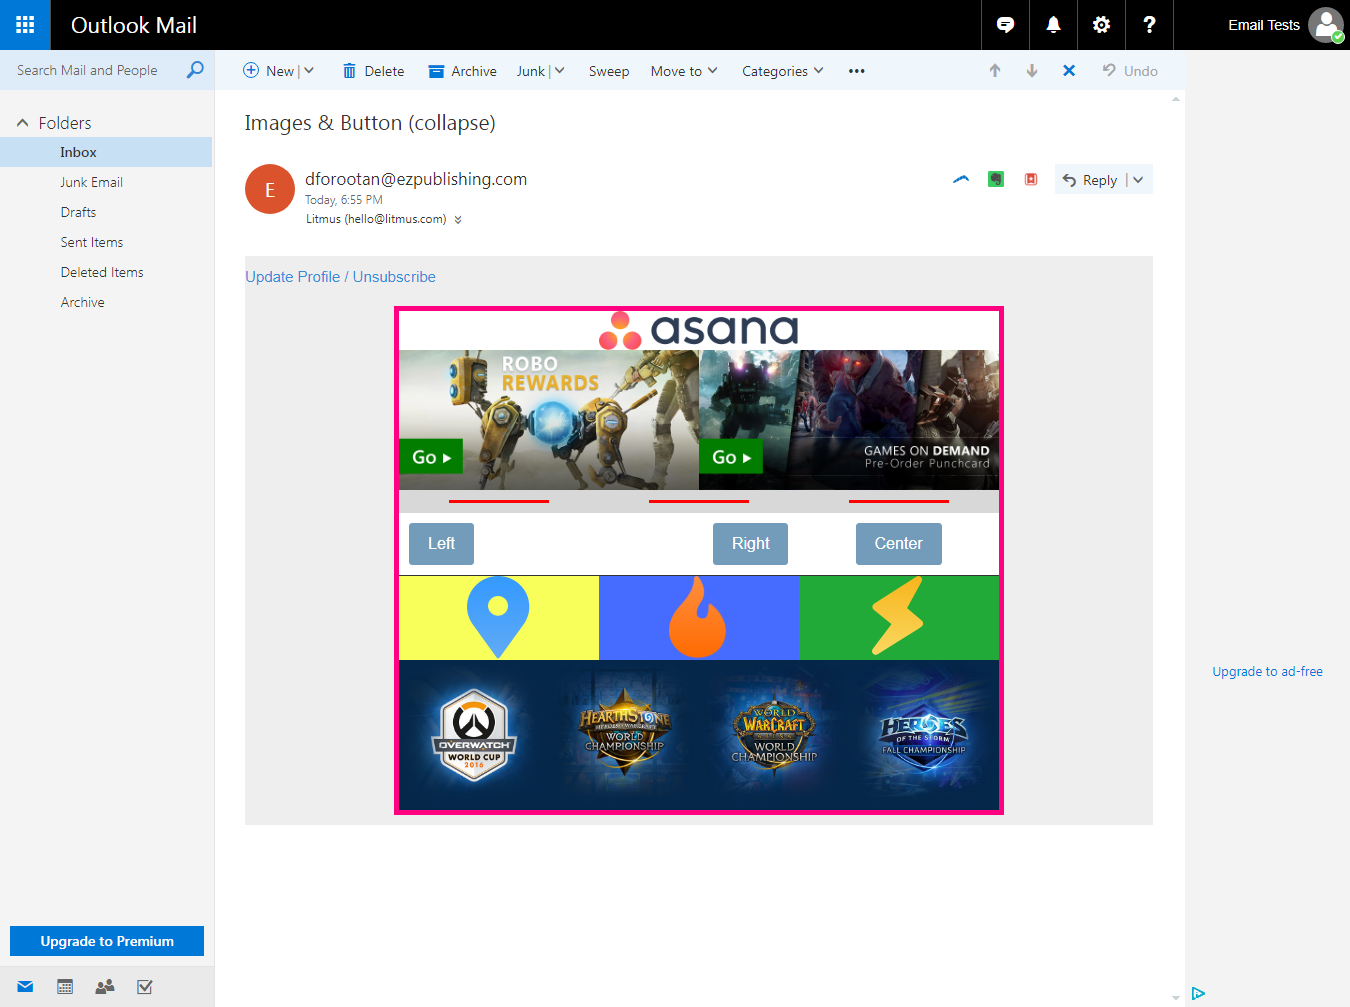 Outlook Mail
Email Tests
Search Mail and People
New
Delete
Archive
Junk
Sweep
Move to
Categories
Undo
Folders
Inbox
Junk Email
Drafts
Sent Items
Deleted Items
Archive
Images & Button (collapse)
E
dforootan@ezpublishing.com
Today, 6:55 PM
Litmus (hello@litmus.com)
Reply
Update Profile / Unsubscribe
asana
ROBO
REWARDS
Go
Go
GAMES ON DEMAND
Pre-Order Punchcard
Left
Right
Center
OVERWATCH
WORLD CUP
2016
HEARTHSTONE
HEROES OF WARCRAFT
WORLD
CHAMPIONSHIP
WORLD
WARCRAFT
WORLD
CHAMPIONSHIP
HEROES
OF THE STORM
FALL CHAMPIONSHIP
Upgrade to ad-free
Upgrade to Premium